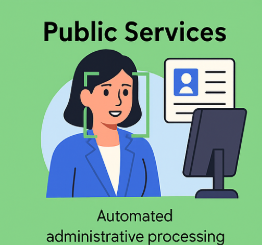 Public Services
Automated
administrative processing